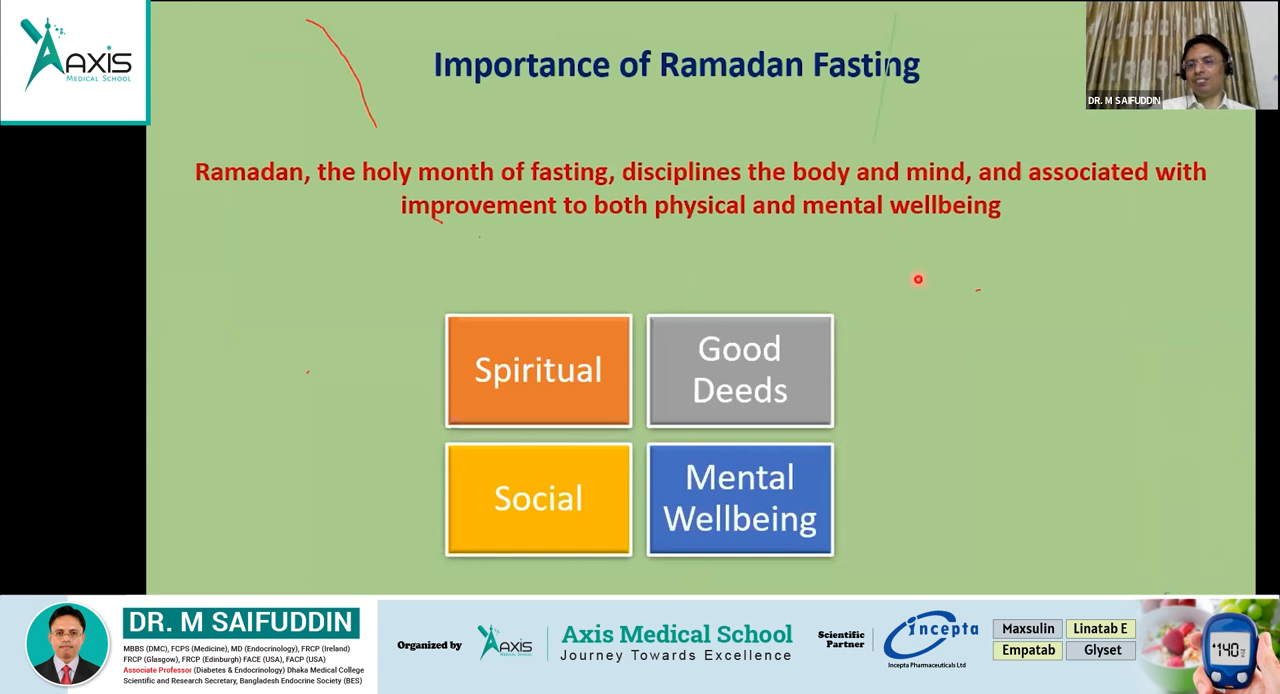 AXIS
MEDICAL SCHOOL
Importance of Ramadan Fasting
DR. M SAIFUDDIN
Ramadan, the holy month of fasting, disciplines the body and mind, and associated with
improvement to both physical and mental wellbeing
Spiritual
Good
Deeds
Social
Mental
Wellbeing
DR. M SAIFUDDIN
MBBS (DMC), FCPS (Medicine), MD (Endocrinology), FRCP (Ireland)
FRCP (Glasgow), FRCP (Edinburgh) FACE (USA), FACP (USA)
Associate Professor (Diabetes & Endocrinology) Dhaka Medical College
Scientific and Research Secretary, Bangladesh Endocrine Society (BES)
Organized by
AXIS
MEDICAL SCHOOL
Axis Medical School
Journey Towards Excellence
Scientific
Partner
incepta
Incepta Pharmaceuticals Ltd
Maxsulin
Linatab E
Empatab
Glyset
140